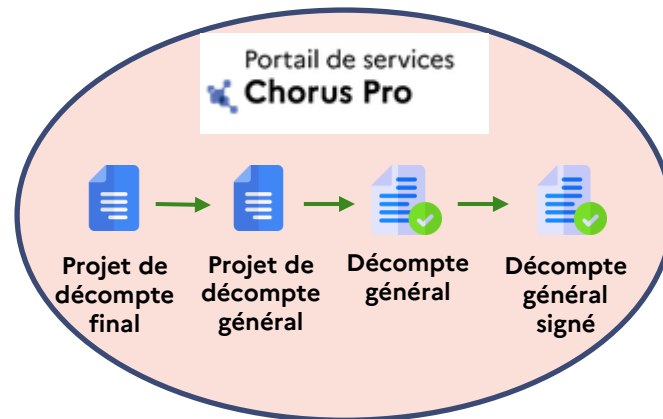 Portail de services
Chorus Pro
Projet de
décompte
final
Projet de
décompte
général
Décompte
général
Décompte
général
signé